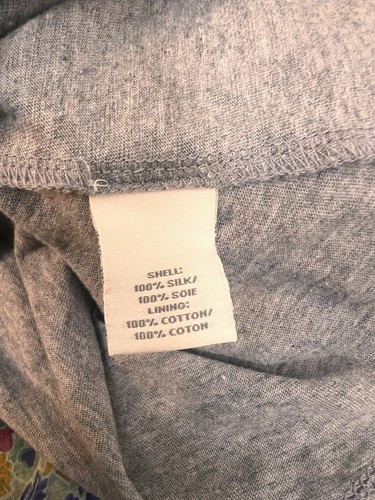 SHELL:
100% SILK/
100% SOIE
LINING:
100% COTTON/
100% COTON